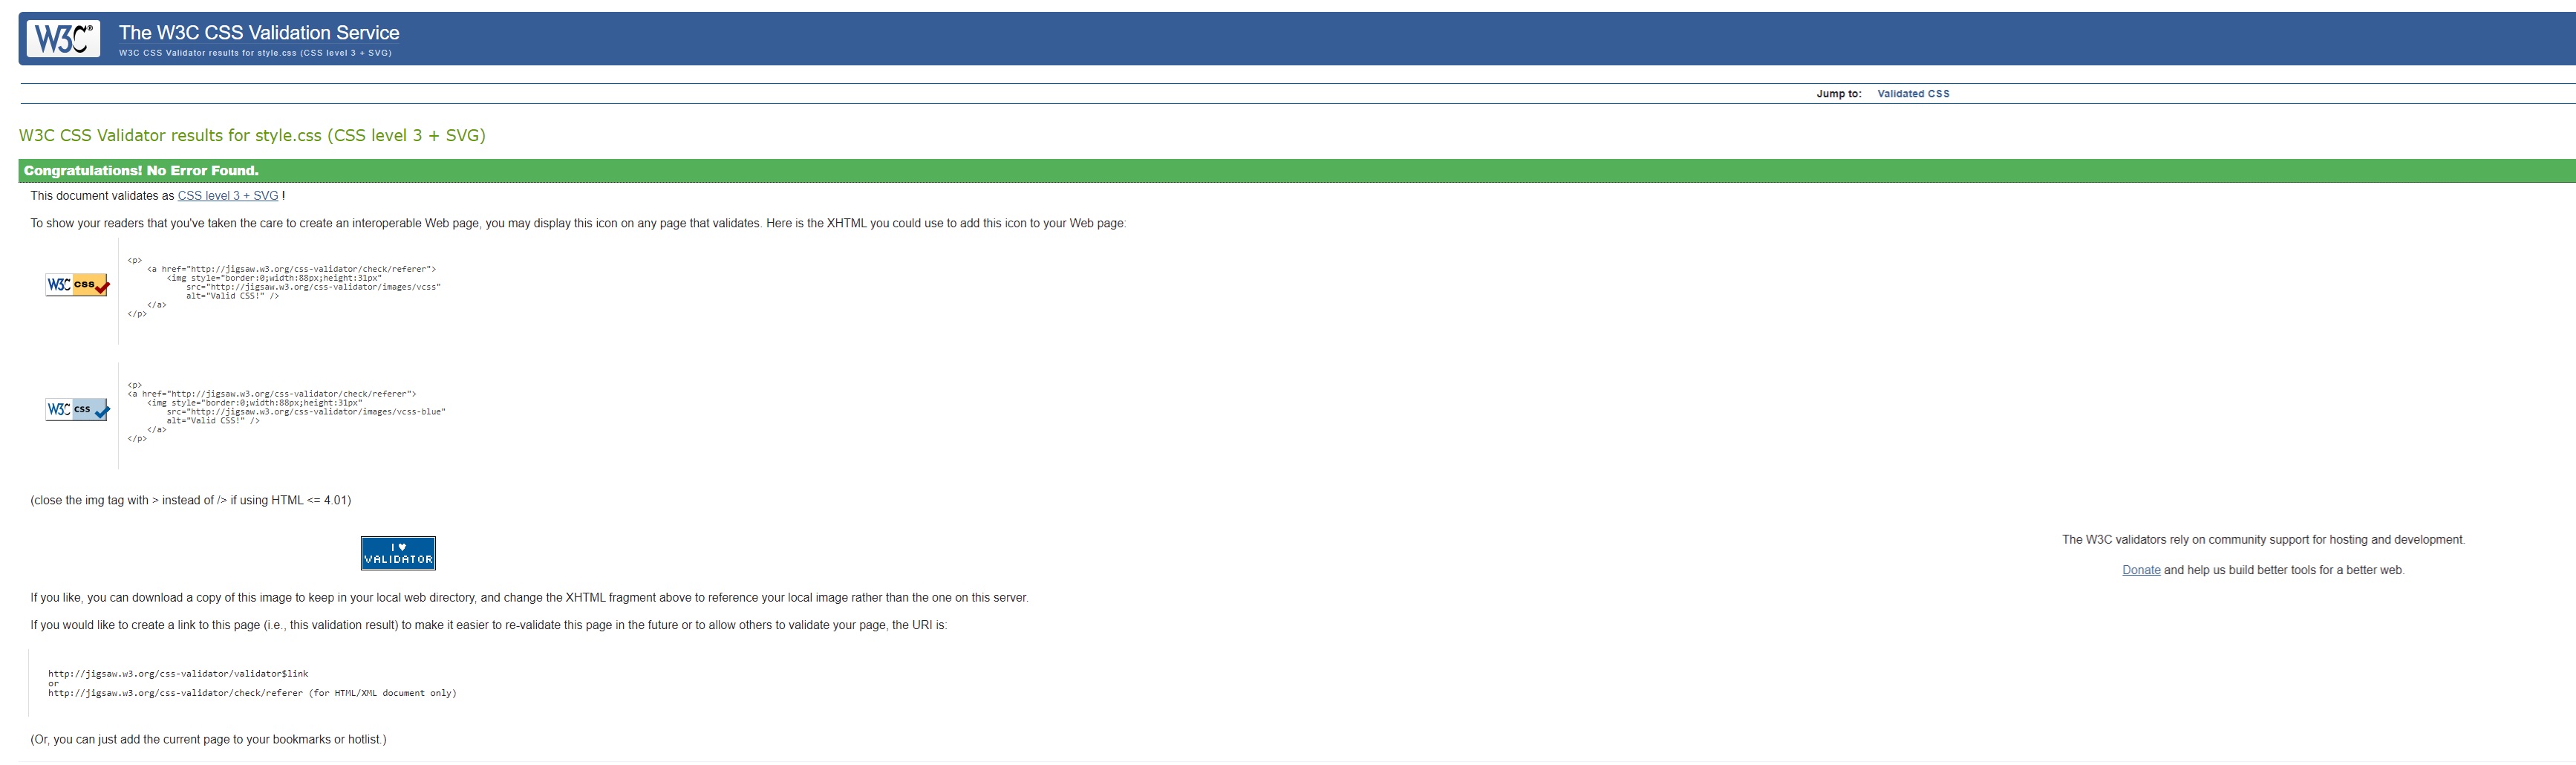 W3C®
The W3C CSS Validation Service
W3C CSS Validator results for style.css (CSS level 3 + SVG)
Jump to: Validated CSS
W3C CSS Validator results for style.css (CSS level 3 + SVG)
Congratulations! No Error Found.
This document validates as CSS level 3 + SVG !
To show your readers that you've taken the care to create an interoperable Web page, you may display this icon on any page that validates. Here is the XHTML you could use to add this icon to your Web page:
W3C css
<p>
<a href="http://jigsaw.w3.org/css-validator/check/referer">
<img style="border:0;width:88px;height:31px"
src="http://jigsaw.w3.org/css-validator/images/vcss"
alt="Valid CSS!" />
</a>
</p>
W3C css
<p>
<a href="http://jigsaw.w3.org/css-validator/check/referer">
<img style="border:0;width:88px;height:31px"
src="http://jigsaw.w3.org/css-validator/images/vcss-blue"
alt="Valid CSS!" />
</a>
</p>
(close the img tag with > instead of /> if using HTML <= 4.01)
I ♥
VALIDATOR
The W3C validators rely on community support for hosting and development.
Donate and help us build better tools for a better web.
If you like, you can download a copy of this image to keep in your local web directory, and change the XHTML fragment above to reference your local image rather than the one on this server.
If you would like to create a link to this page (i.e., this validation result) to make it easier to re-validate this page in the future or to allow others to validate your page, the URI is:
http://jigsaw.w3.org/css-validator/validator$link
or
http://jigsaw.w3.org/css-validator/check/referer (for HTML/XML document only)
(Or, you can just add the current page to your bookmarks or hotlist.)